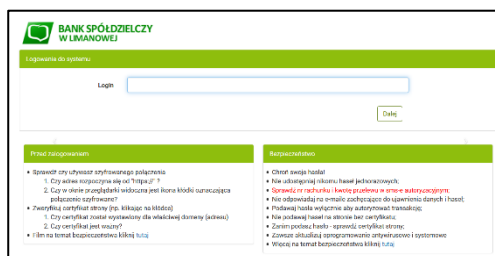 BANK SPÓŁDZIELCZY
W LIMANOWEJ
Logowanie do systemu
Login
Dalej
Przed zalogowaniem
• Sprawdź czy używasz szyfrowanego połączenia
1. Czy adres rozpoczyna się od "https://" ?
2. Czy w oknie przeglądarki widoczna jest ikona kłódki oznaczająca
połączenie szyfrowane?
• Zweryfikuj certyfikat strony (np. klikając na kłódce)
1. Czy certyfikat został wystawiony dla właściwej domeny (adresu)
2. Czy certyfikat jest ważny?
• Film na temat bezpieczeństwa kliknij tutaj
Bezpieczeństwo
• Chroń swoje hasła!
• Nie udostępniaj nikomu haseł jednorazowych;
• Sprawdź nr rachunku i kwotę przelewu w sms-e autoryzacyjnym;
• Nie odpowiadaj na e-maile zachęcające do ujawnienia danych i haseł;
• Podawaj hasła wyłącznie aby autoryzować transakcję;
• Nie podawaj haseł na stronie bez certyfikatu;
• Zanim podasz hasło - sprawdź certyfikat strony;
• Zawsze aktualizuj oprogramowanie antywirusowe i systemowe
• Więcej na temat bezpieczeństwa kliknij tutaj